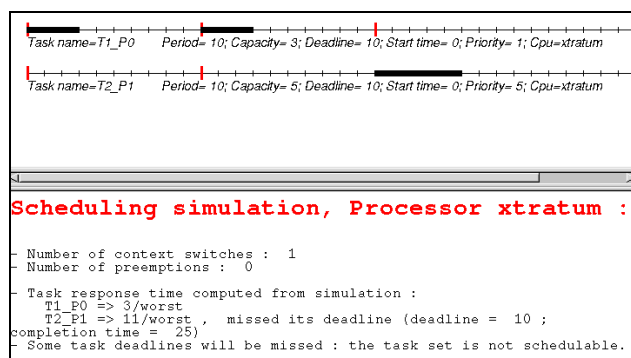 Task name=T1_P0 Period= 10; Capacity= 3; Deadline= 10; Start time= 0; Priority= 1; Cpu=xtratum
Task name=T2_P1 Period= 10; Capacity= 5; Deadline= 10; Start time= 0; Priority= 5; Cpu=xtratum
Scheduling simulation, Processor xtratum :
- Number of context switches : 1
- Number of preemptions : 0
- Task response time computed from simulation :
T1_P0 => 3/worst
T2_P1 => 11/worst , missed its deadline (deadline = 10 ;
completion time = 25)
- Some task deadlines will be missed : the task set is not schedulable.